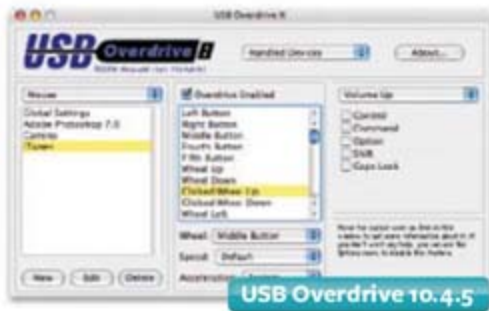 USB Overdrive X
USB Overdrive X
Handled Devices
About...
Mouse
Global Settings
Adobe Photoshop 7.0
Camino
iTunes
New
Edit
Delete
Overdrive Enabled
Left Button
Right Button
Middle Button
Fourth Button
Fifth Button
Wheel Up
Wheel Down
Clicked Wheel Up
Clicked Wheel Down
Wheel Left
Wheel: Middle Button
Speed: Default
Acceleration:
Volume Up
Control
Command
Option
Shift
Caps Lock
USB Overdrive 10.4.5